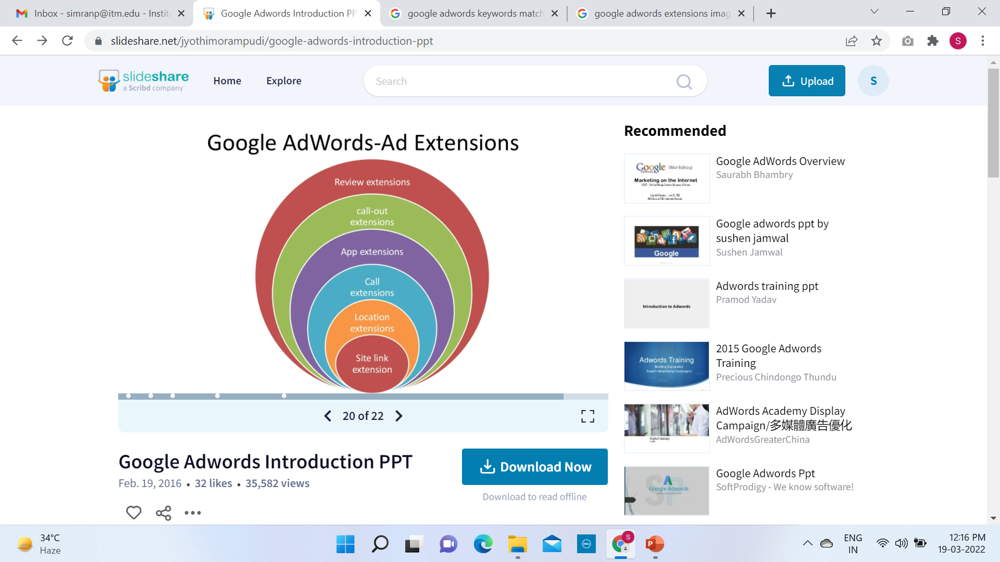 Inbox - simranp@itm.edu - Instit
Google Adwords Introduction PP
google adwords keywords match
google adwords extensions imag
slideshare.net/jyothimorampudi/google-adwords-introduction-ppt
S
slideshare
a Scribd company
Home
Explore
Search
Upload
S
Google AdWords-Ad Extensions
Review extensions
call-out
extensions
App extensions
Call
extensions
Location
extensions
Site link
extension
20 of 22
Google Adwords Introduction PPT
Feb. 19, 2016 • 32 likes • 35,582 views
Download Now
Download to read offline
Recommended
Google Workshop
AdWords
Marketing on the Internet
Google AdWords Overview
Saurabh Bhambry
Google
Google adwords ppt by
sushen jamwal
Sushen Jamwal
Introduction to Adwords
Adwords training ppt
Pramod Yadav
Adwords Training
Building Successful
Search Advertising Campaigns
2015 Google Adwords
Training
Precious Chindongo Thundu
Display Campaign
AdWords Academy Display
Campaign/多媒體廣告優化
AdWordsGreaterChina
SP
Google Adwords
Google Adwords Ppt
SoftProdigy - We know software!
34°C
Haze
DELL
S
P
ENG
IN
12:16 PM
19-03-2022